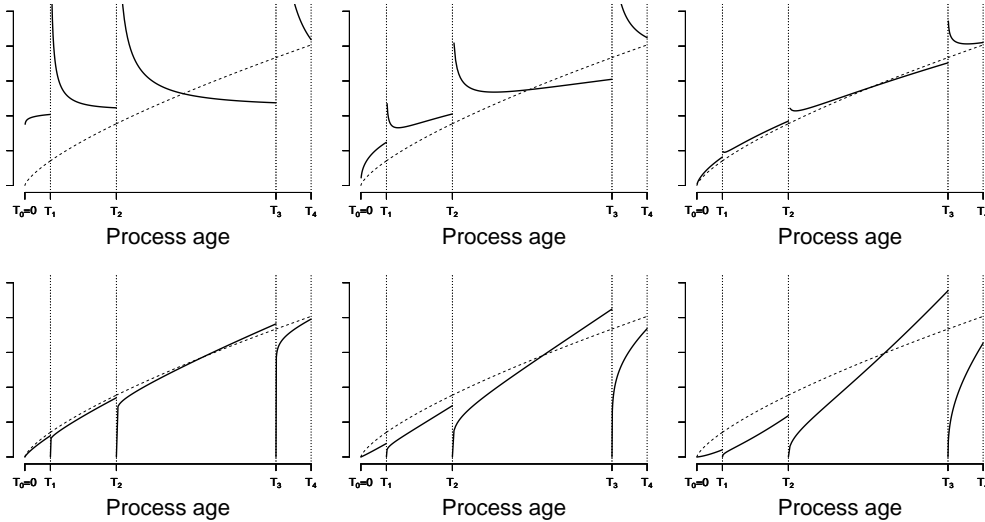 T₀=0 T₁ T₂ T₃ T₄
Process age
T₀=0 T₁ T₂ T₃ T₄
Process age
T₀=0 T₁ T₂ T₃ T
Process age
T₀=0 T₁ T₂ T₃ T₄
Process age
T₀=0 T₁ T₂ T₃ T₄
Process age
T₀=0 T₁ T₂ T₃ T
Process age